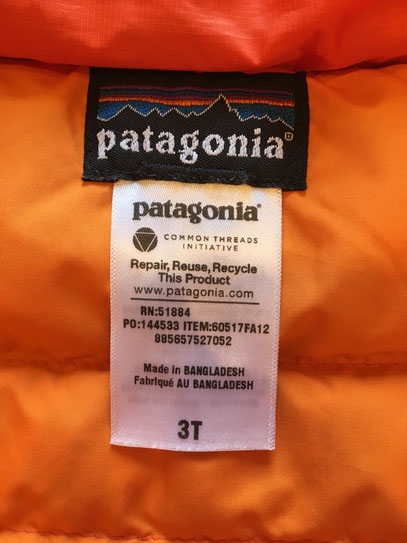 patagonia®
patagonia®
COMMON THREADS
INITIATIVE
Repair, Reuse, Recycle
This Product
www.patagonia.com
RN:51884
PO:144533 ITEM:60517FA12
885657527052
Made in BANGLADESH
Fabriqué AU BANGLADESH
3T